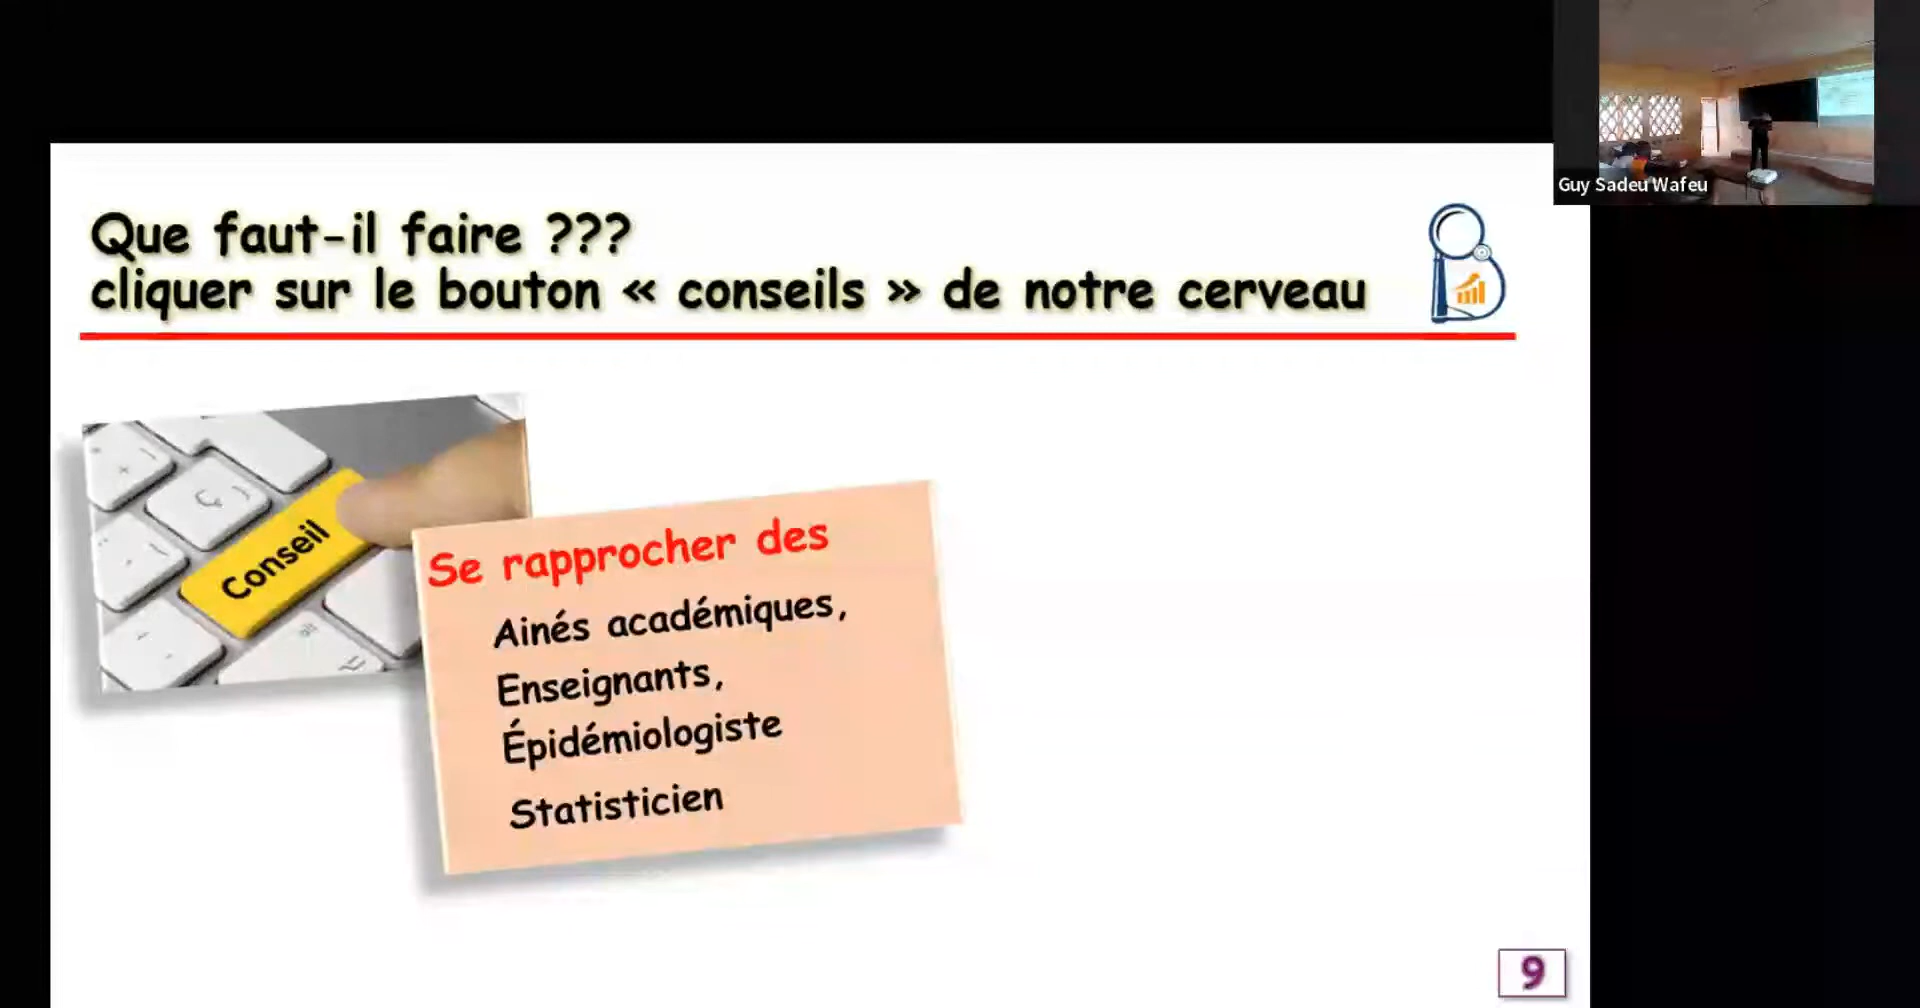 Guy Sadeu Wafeu
Que faut-il faire ???
cliquer sur le bouton « conseils » de notre cerveau
Conseil
Se rapprocher des
Ainés académiques,
Enseignants,
Épidémiologiste
Statisticien
9